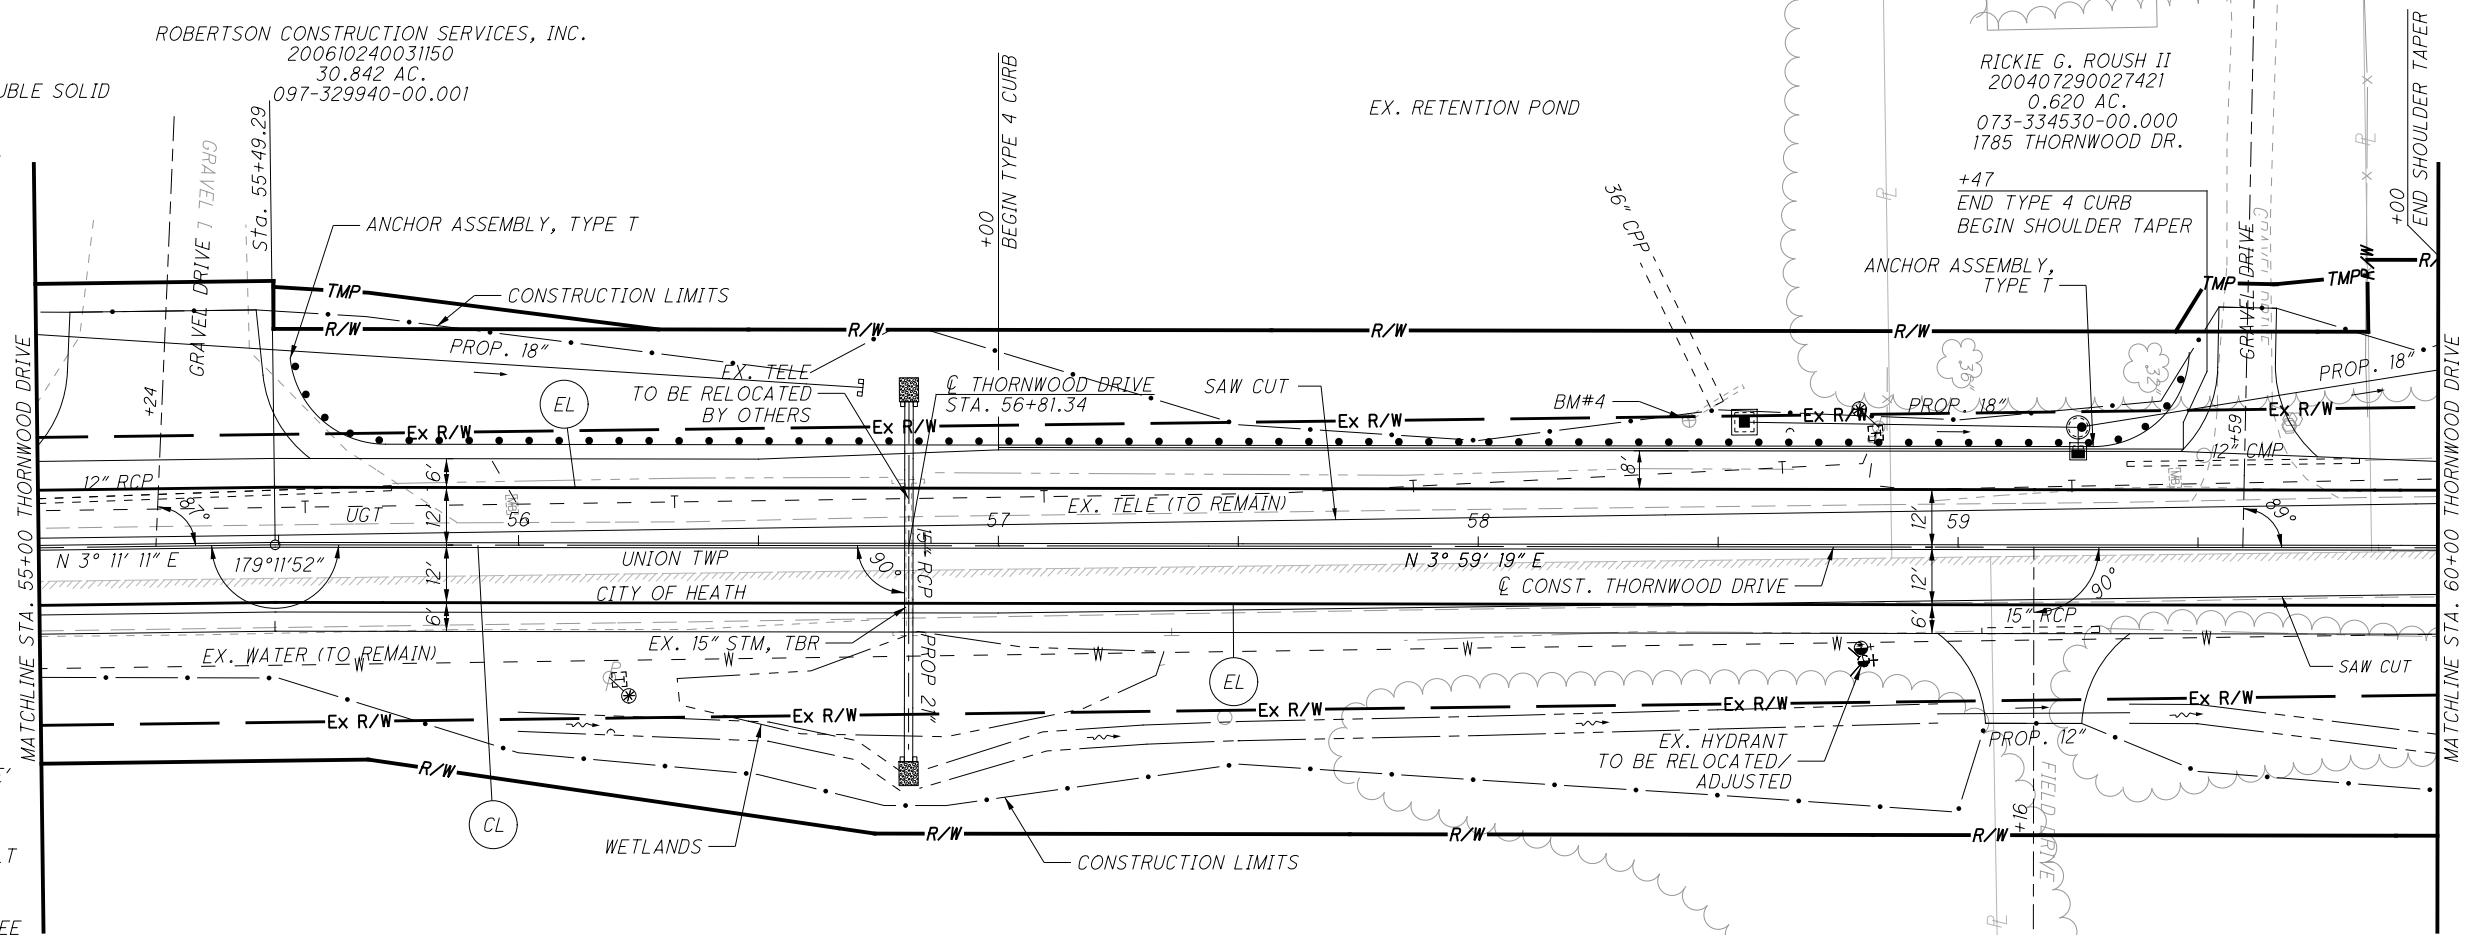 ROBERTSON CONSTRUCTION SERVICES, INC.
200610240031150
30.842 AC.
097-329940-00.001
UBLE SOLID
GRAVEL
Sta. 55+49.29
ANCHOR ASSEMBLY, TYPE T
+00
BEGIN TYPE 4 CURB
EX. RETENTION POND
36" CPP
RICKIE G. ROUSH II
200407290027421
0.620 AC.
073-334530-00.000
1785 THORNWOOD DR.
+47
END TYPE 4 CURB
BEGIN SHOULDER TAPER
+00
END SHOULDER TAPER
ANCHOR ASSEMBLY,
TYPE T
GRAVEL DRIVE
+24
GRAVEL DRIVE
TMP
CONSTRUCTION LIMITS
TMP
TMP
R/W
R/W
R/W
R/W
R/W
PROP. 18"
EX. TELE
TO BE RELOCATED
BY OTHERS
EL
℄ THORNWOOD DRIVE
STA. 56+81.34
SAW CUT
BM#4
PROP. 18"
36"
32"
PROP. 18"
Ex R/W
Ex R/W
Ex R/W
Ex R/W
Ex R/W
+59
12" CMP
12" RCP
6'
8'
T
T
T
T
T
MB
MB
87°
UGT
12'
56
57
EX. TELE (TO REMAIN)
58
12'
59
89°
N 3° 11' 11" E
179°11'52"
UNION TWP
90°
15" RCP
N 3° 59' 19" E
12'
CITY OF HEATH
℄ CONST. THORNWOOD DRIVE
12'
90°
6'
EX. 15" STM, TBR
PROP 21"
6'
15" RCP
EX. WATER (TO REMAIN)
W
W
W
W
W
W
EL
SAW CUT
Ex R/W
Ex R/W
Ex R/W
Ex R/W
Ex R/W
R/W
EX. HYDRANT
TO BE RELOCATED/
ADJUSTED
PROP. 12"
CL
WETLANDS
R/W
CONSTRUCTION LIMITS
R/W
R/W
+16
FIELD DRIVE
MATCHLINE STA. 55+00 THORNWOOD DRIVE
MATCHLINE STA. 60+00 THORNWOOD DRIVE
LT
EE